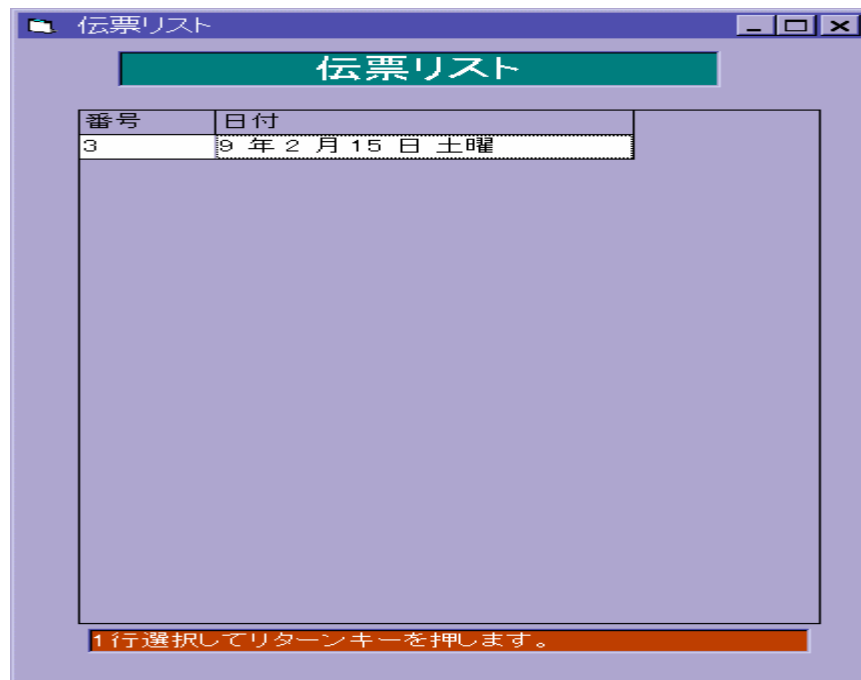 伝票リスト
伝票リスト
番号 日付
3 9 年 2 月 15 日 土曜
1行選択してリターンキーを押します。